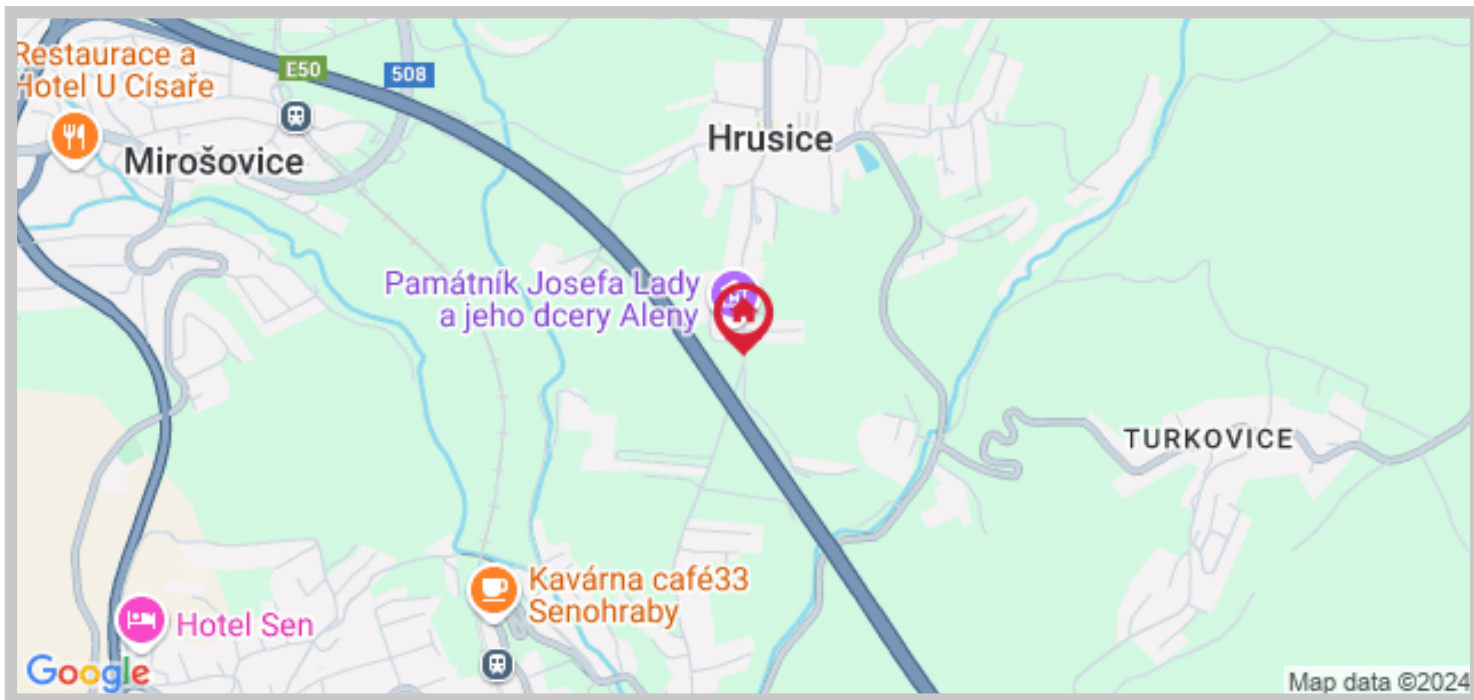 Restaurace a
Hotel U Císaře
E50
508
Mirošovice
Hrusice
Památník Josefa Lady
a jeho dcery Aleny
TURKOVICE
Kavárna café33
Senohraby
Hotel Sen
Google
Map data ©2024